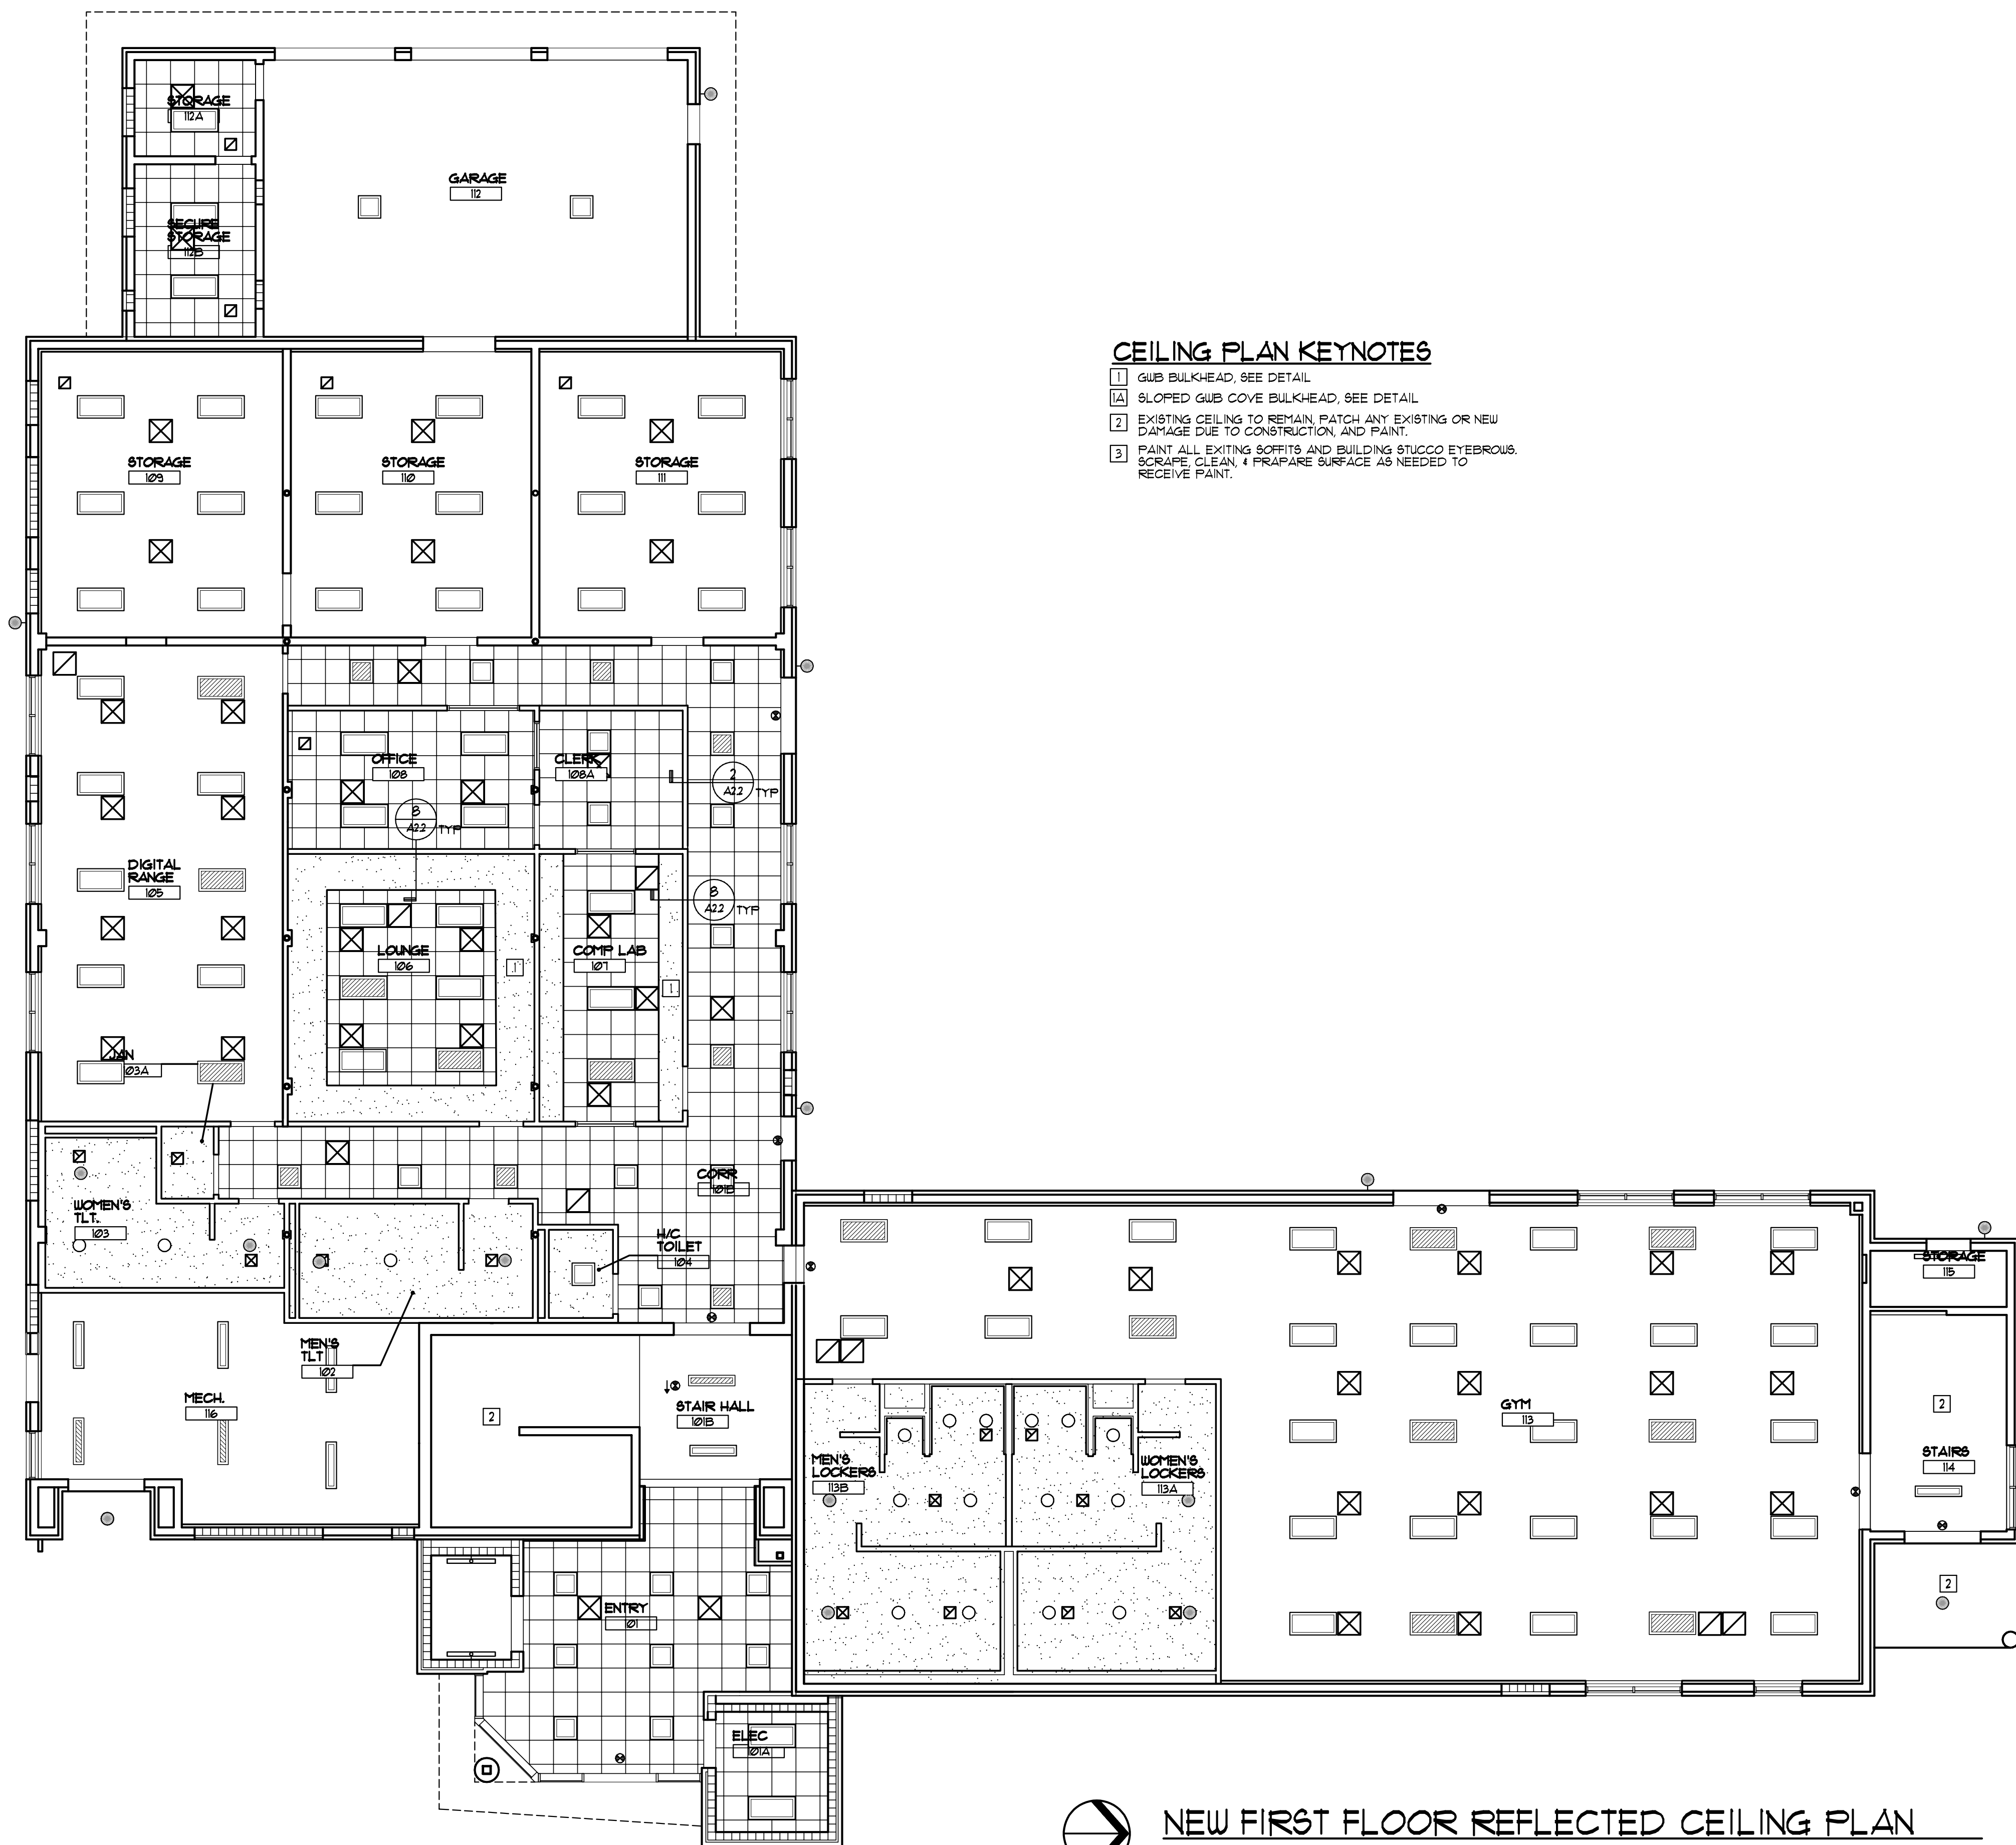 STORAGE
112A
GARAGE
112
SECURE
STORAGE
112B
CEILING PLAN KEYNOTES
1 GWB BULKHEAD, SEE DETAIL
1A SLOPED GWB COVE BULKHEAD, SEE DETAIL
2 EXISTING CEILING TO REMAIN, PATCH ANY EXISTING OR NEW
DAMAGE DUE TO CONSTRUCTION, AND PAINT.
3 PAINT ALL EXITING SOFFITS AND BUILDING STUCCO EYEBROWS.
SCRAPE, CLEAN, & PRAPARE SURFACE AS NEEDED TO
RECEIVE PAINT.
STORAGE
109
STORAGE
110
STORAGE
111
OFFICE
108
CLERK
108A
2
A2.2
TYP
8
A2.2
TYP
DIGITAL
RANGE
105
8
A2.2
TYP
LOUNGE
106
1
COMP LAB
107
1
JAN
103A
CORR
101B
WOMEN'S
TLT.
103
H/C
TOILET
104
STORAGE
115
MEN'S
TLT
102
MECH.
116
2
STAIR HALL
101B
GYM
113
2
MEN'S
LOCKERS
113B
WOMEN'S
LOCKERS
113A
STAIRS
114
2
ENTRY
101
ELEC
101A
NEW FIRST FLOOR REFLECTED CEILING PLAN